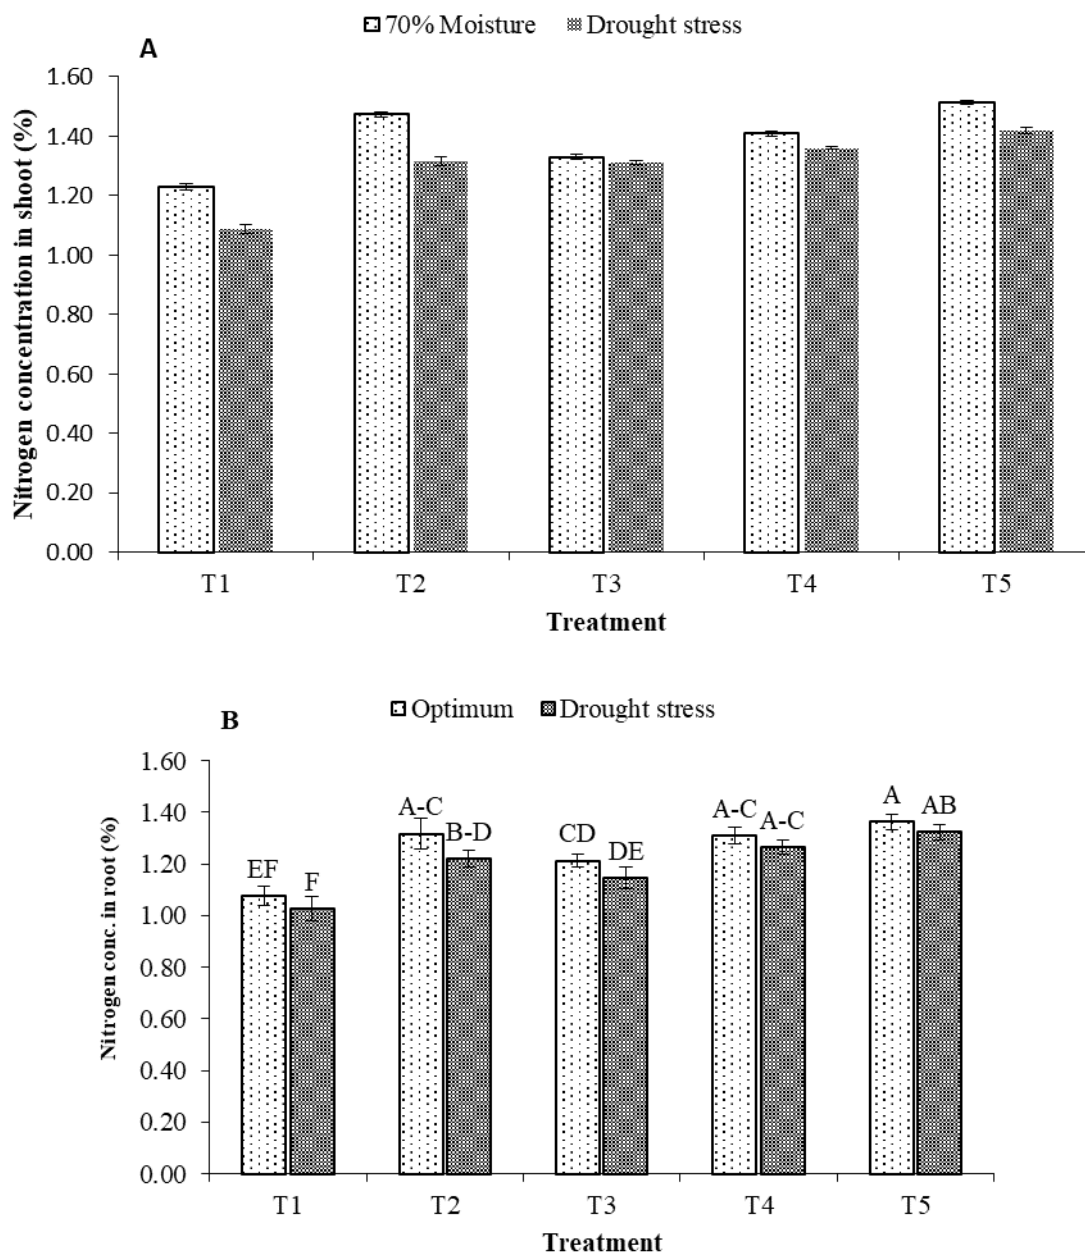 70% Moisture Drought stress
A
Nitrogen concentration in shoot (%)
1.60
1.40
1.20
1.00
0.80
0.60
0.40
0.20
0.00
T1 T2 T3 T4 T5
Treatment
Optimum Drought stress
B
Nitrogen conc. in root (%)
1.60
1.40
1.20
1.00
0.80
0.60
0.40
0.20
0.00
EF F A-C B-D CD DE A-C A-C A AB
T1 T2 T3 T4 T5
Treatment